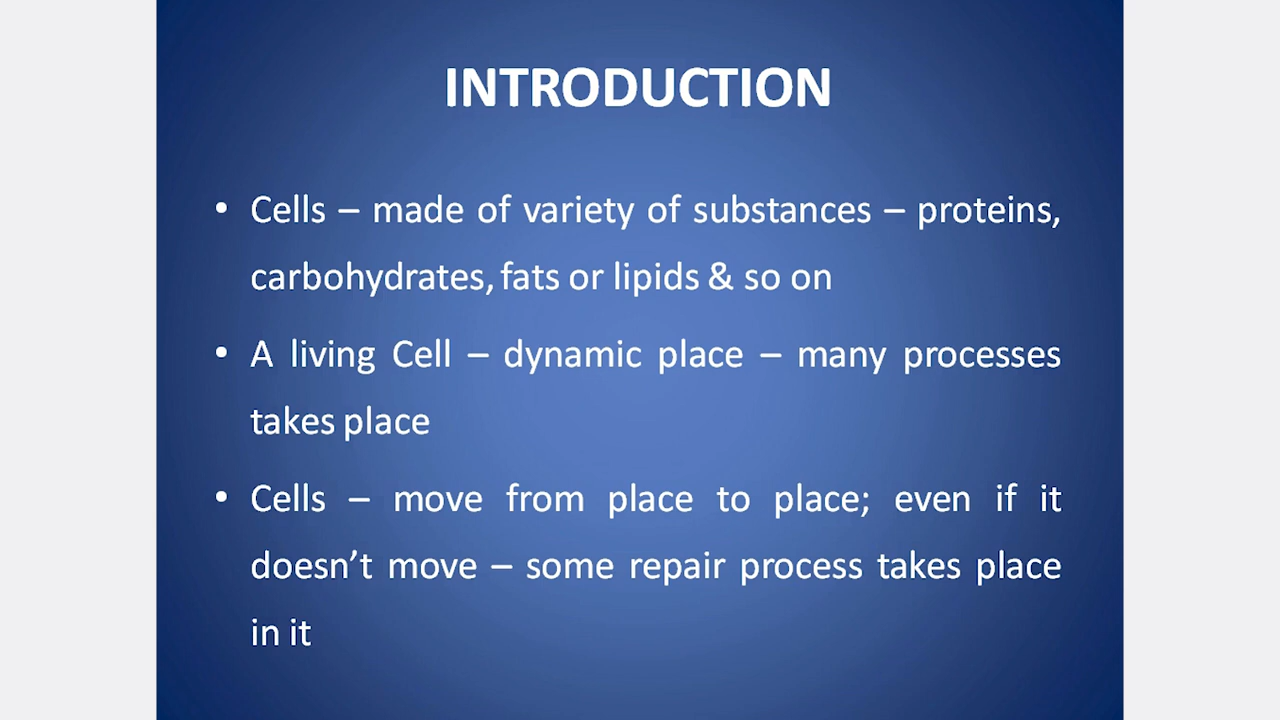 INTRODUCTION
• Cells – made of variety of substances – proteins,
carbohydrates, fats or lipids & so on
• A living Cell – dynamic place – many processes
takes place
• Cells – move from place to place; even if it
doesn’t move – some repair process takes place
in it